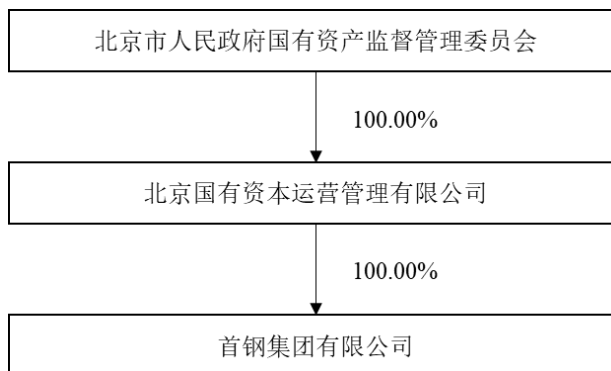 北京市人民政府国有资产监督管理委员会
100.00%
北京国有资本运营管理有限公司
100.00%
首钢集团有限公司